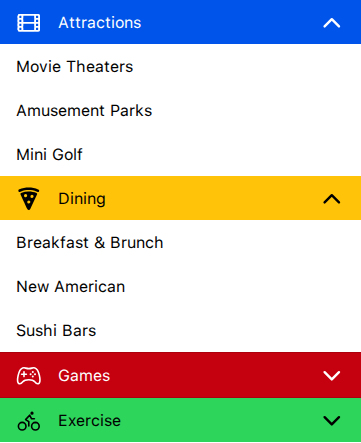 Attractions
Movie Theaters
Amusement Parks
Mini Golf
Dining
Breakfast & Brunch
New American
Sushi Bars
Games
Exercise